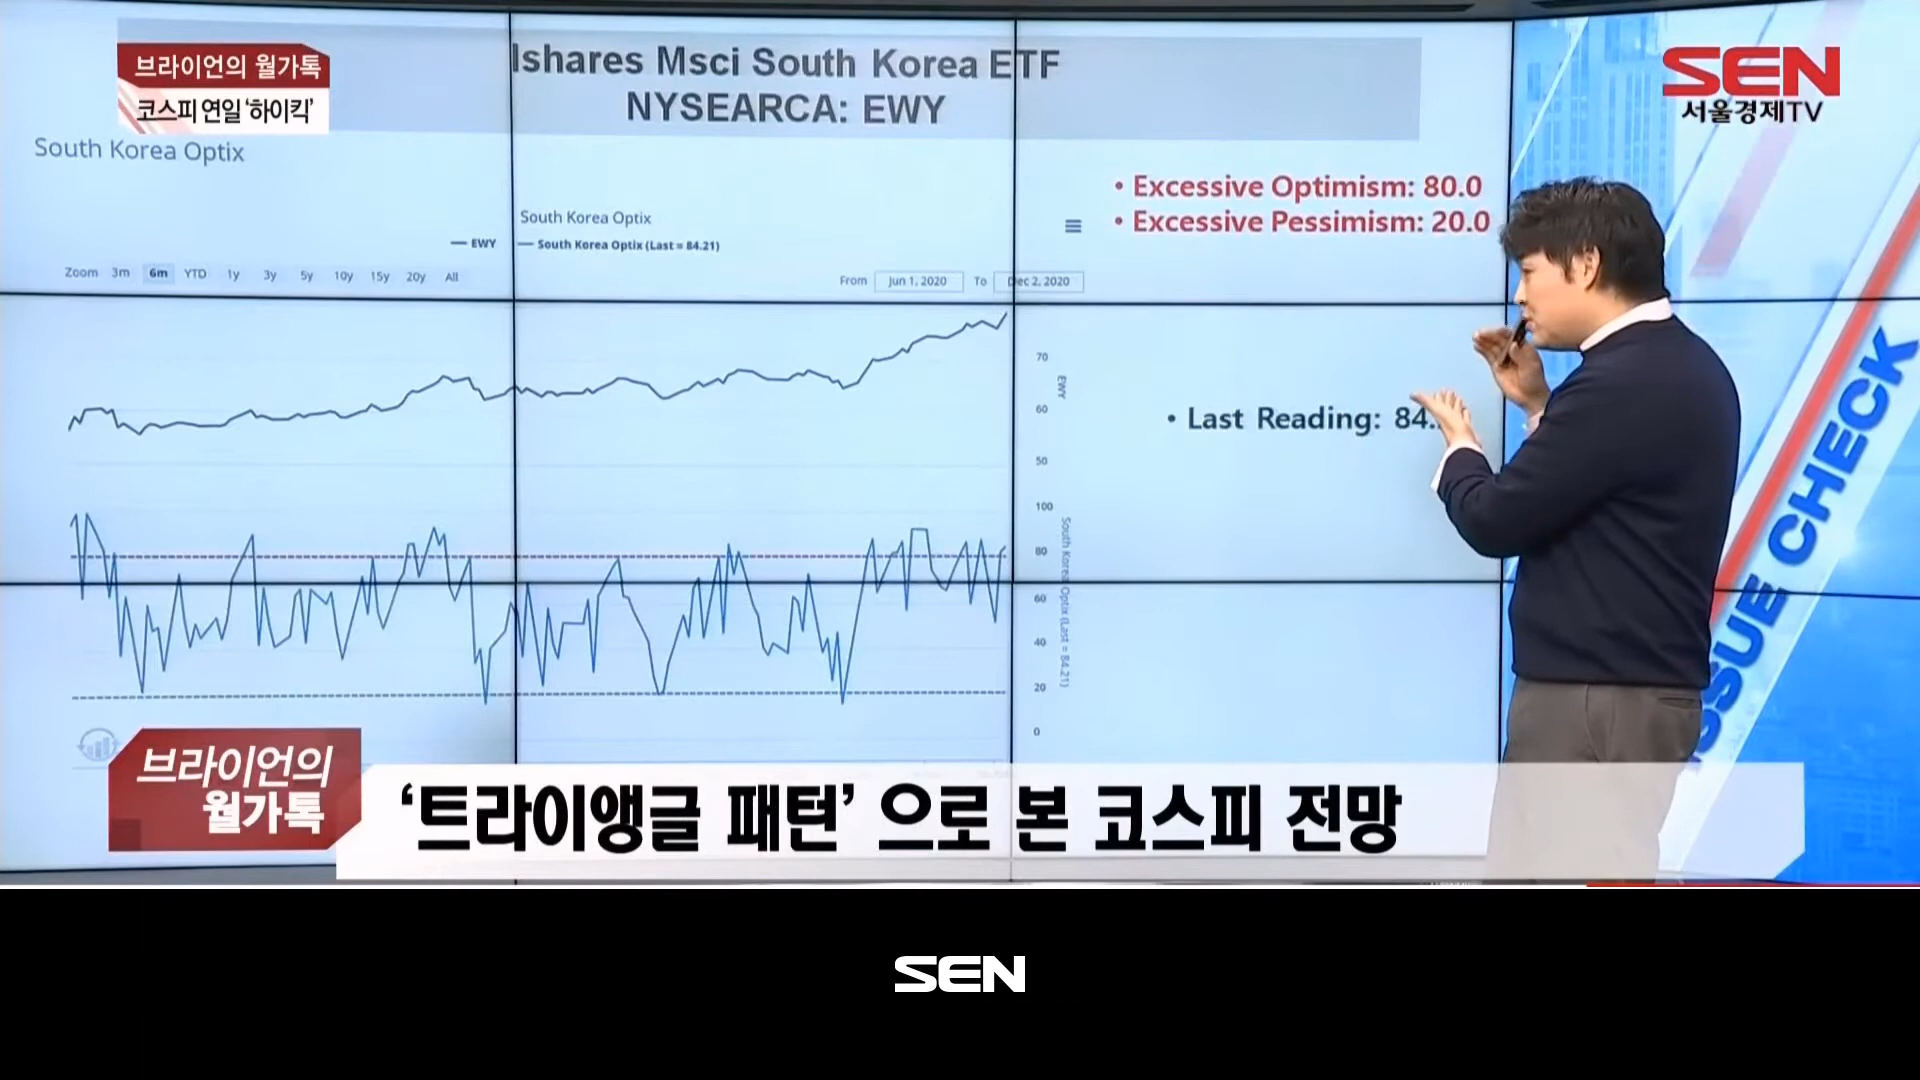 브라이언의 월가톡
코스피 연일 '하이킥'
Ishares Msci South Korea ETF
NYSEARCA: EWY
SEN
서울경제TV
South Korea Optix
• Excessive Optimism: 80.0
• Excessive Pessimism: 20.0
South Korea Optix
EWY
South Korea Optix (Last = 84.21)
Zoom 3m 6m YTD 1y 3y 5y 10y 15y 20y All
From Jun 1, 2020 To Dec 2, 2020
70
60
50
EWY
• Last Reading: 84.
100
80
60
40
20
0
South Korea Optix (Last = 84.21)
ISSUE CHECK
브라이언의
월가톡
'트라이앵글 패턴' 으로 본 코스피 전망
SEN